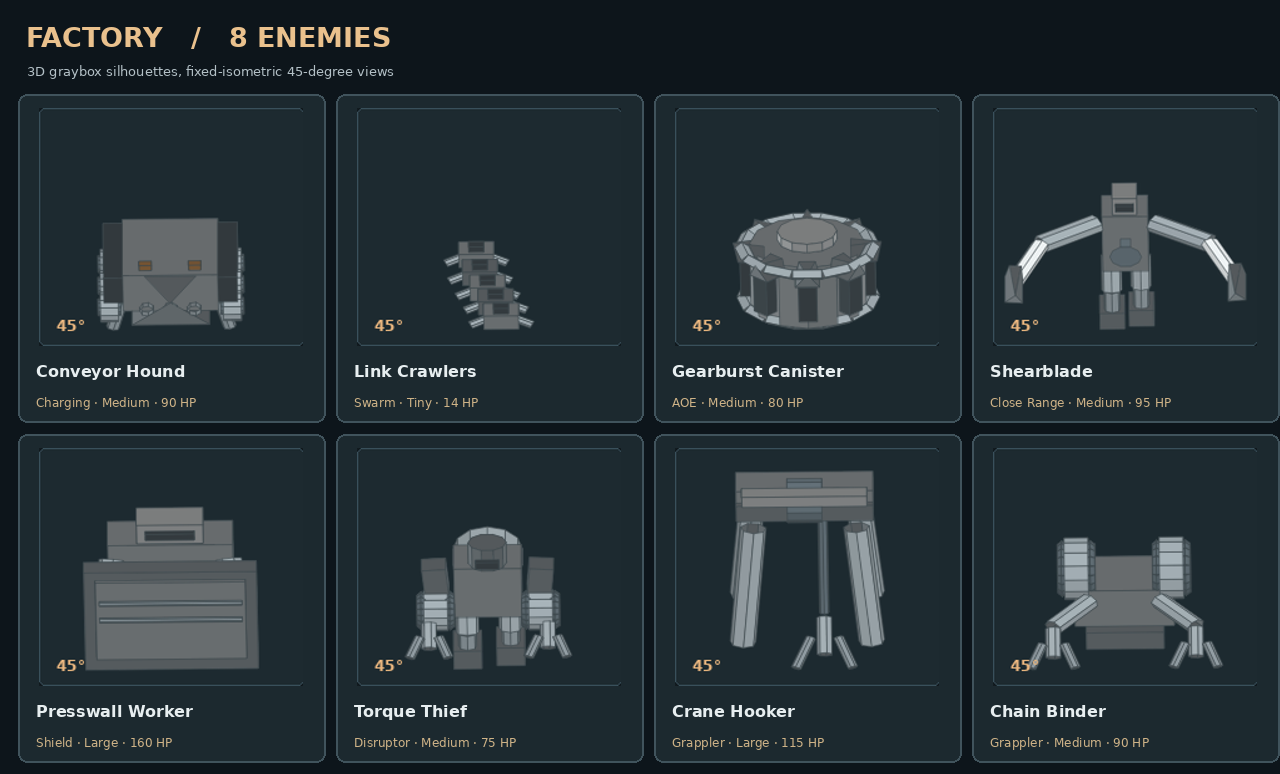 FACTORY / 8 ENEMIES
3D graybox silhouettes, fixed-isometric 45-degree views
45° 45° 45° 45°
Conveyor Hound Link Crawlers Gearburst Canister Shearblade
Charging · Medium · 90 HP Swarm · Tiny · 14 HP AOE · Medium · 80 HP Close Range · Medium · 95 HP
45° 45° 45° 45°
Presswall Worker Torque Thief Crane Hooker Chain Binder
Shield · Large · 160 HP Disruptor · Medium · 75 HP Grappler · Large · 115 HP Grappler · Medium · 90 HP